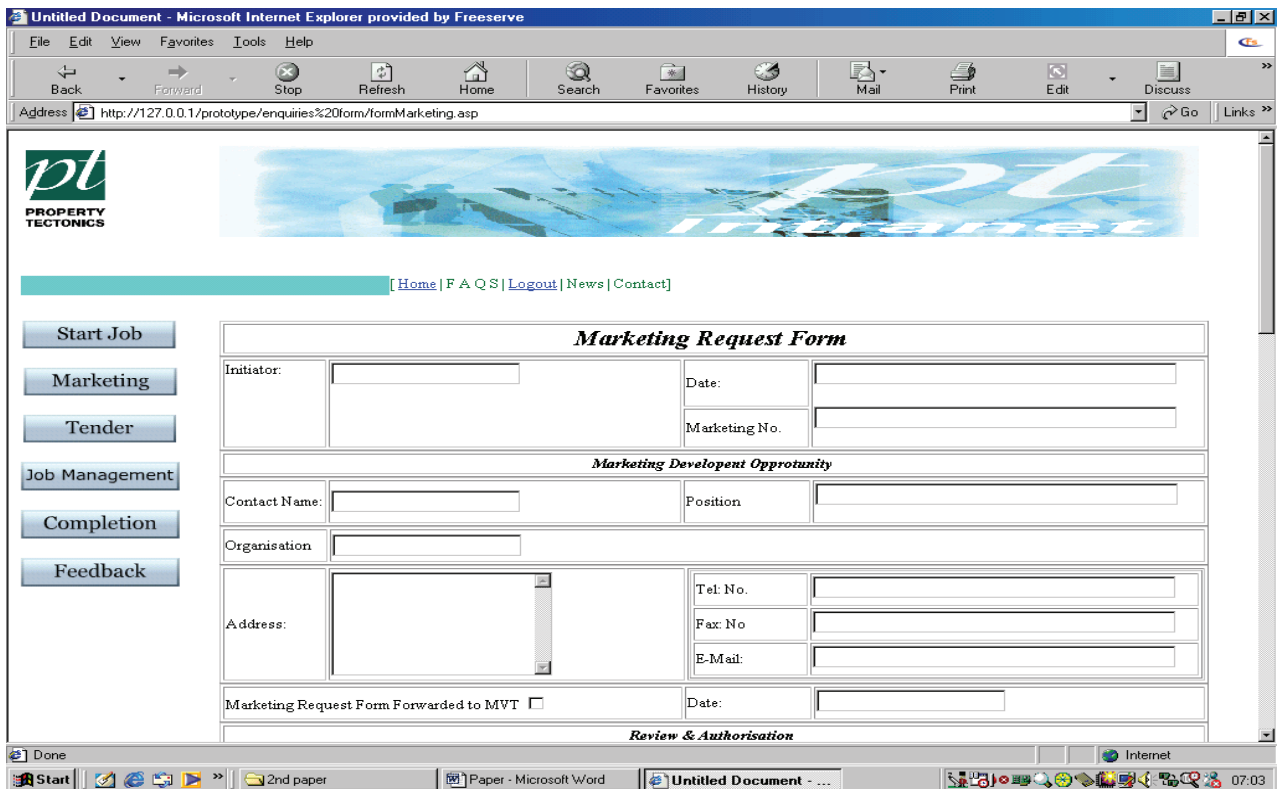 Untitled Document - Microsoft Internet Explorer provided by Freeserve
File Edit View Favorites Tools Help
Back Forward Stop Refresh Home Search Favorites History Mail Print Edit Discuss »
Address http://127.0.0.1/prototype/enquiries%20form/formMarketing.asp Go Links »
pt
PROPERTY
TECTONICS
pt
Intranet
[ Home | F A Q S | Logout | News | Contact]
Start Job
Marketing
Tender
Job Management
Completion
Feedback
Marketing Request Form
Initiator: Date:
Marketing No.
Marketing Developent Opprotunity
Contact Name: Position
Organisation
Address: Tel: No.
Fax: No
E-Mail:
Marketing Request Form Forwarded to MVT Date:
Review & Authorisation
Done Internet
Start » 2nd paper Paper - Microsoft Word Untitled Document - ... 07:03